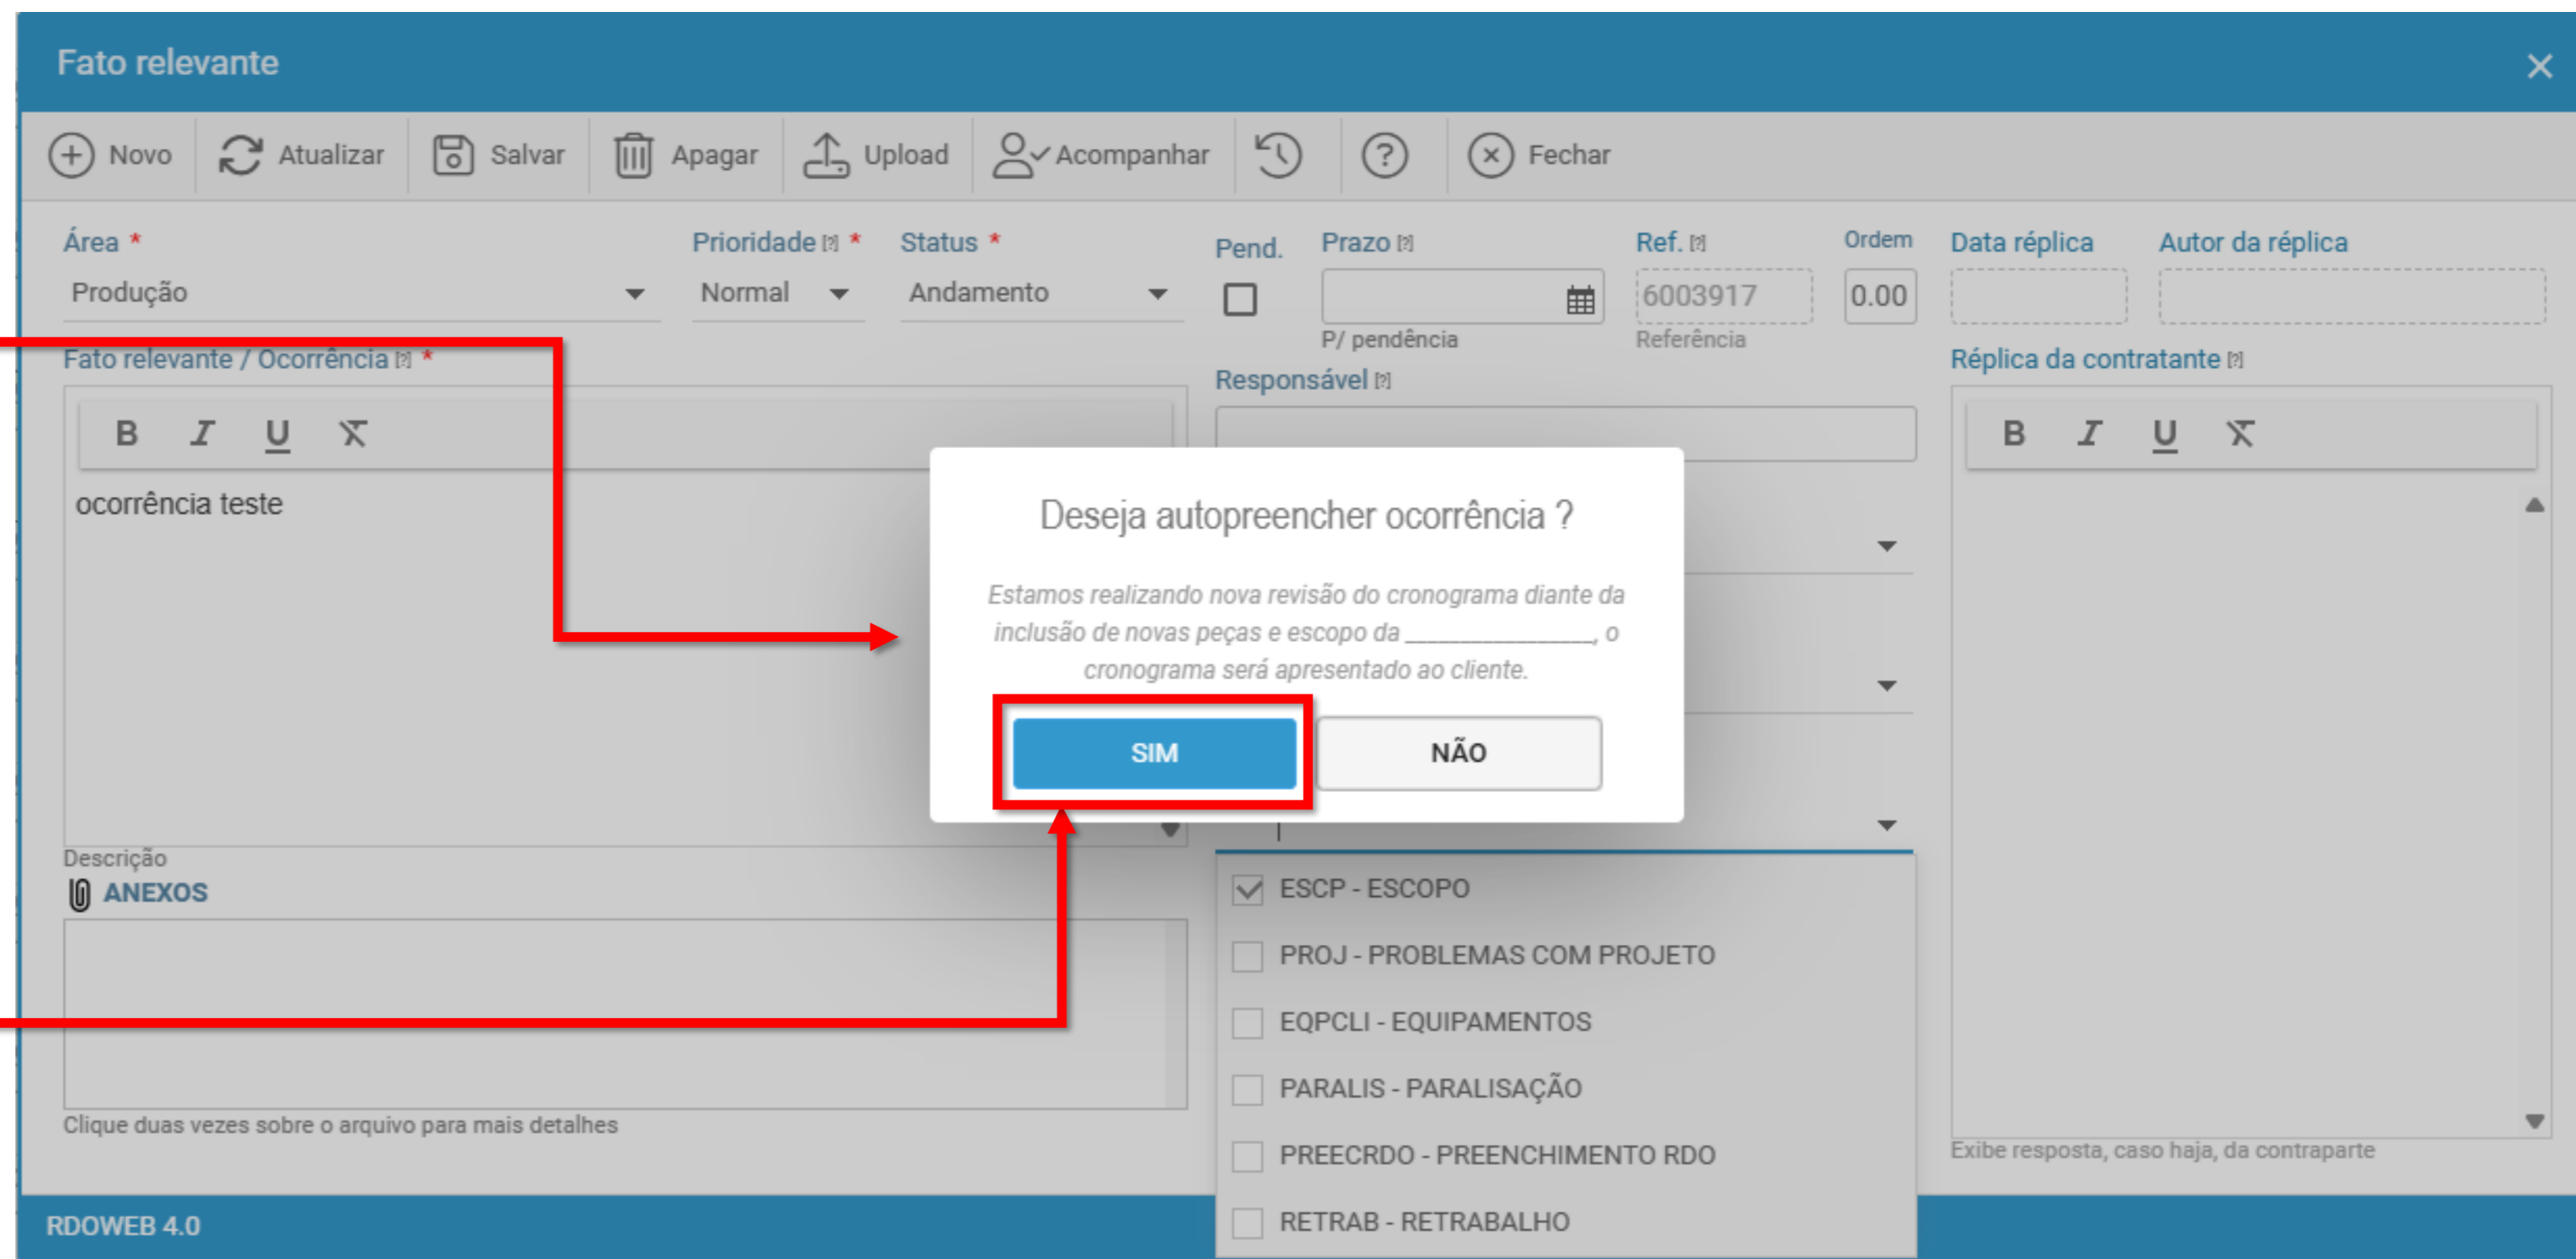 Fato relevante
Novo Atualizar Salvar Apagar Upload Acompanhar Fechar
Área * Prioridade [?] * Status * Pend. Prazo [?] Ref. [?] Ordem Data réplica Autor da réplica
Produção Normal Andamento 6003917 0.00
P/ pendência Referência
Fato relevante / Ocorrência [?] * Responsável [?] Réplica da contratante [?]
B I U B I U
ocorrência teste
Deseja autopreencher ocorrência ?
Estamos realizando nova revisão do cronograma diante da
inclusão de novas peças e escopo da _________________, o
cronograma será apresentado ao cliente.
SIM NÃO
Descrição
ANEXOS
Clique duas vezes sobre o arquivo para mais detalhes
ESCP - ESCOPO
PROJ - PROBLEMAS COM PROJETO
EQPCLI - EQUIPAMENTOS
PARALIS - PARALISAÇÃO
PREECRDO - PREENCHIMENTO RDO
RETRAB - RETRABALHO
Exibe resposta, caso haja, da contraparte
RDOWEB 4.0